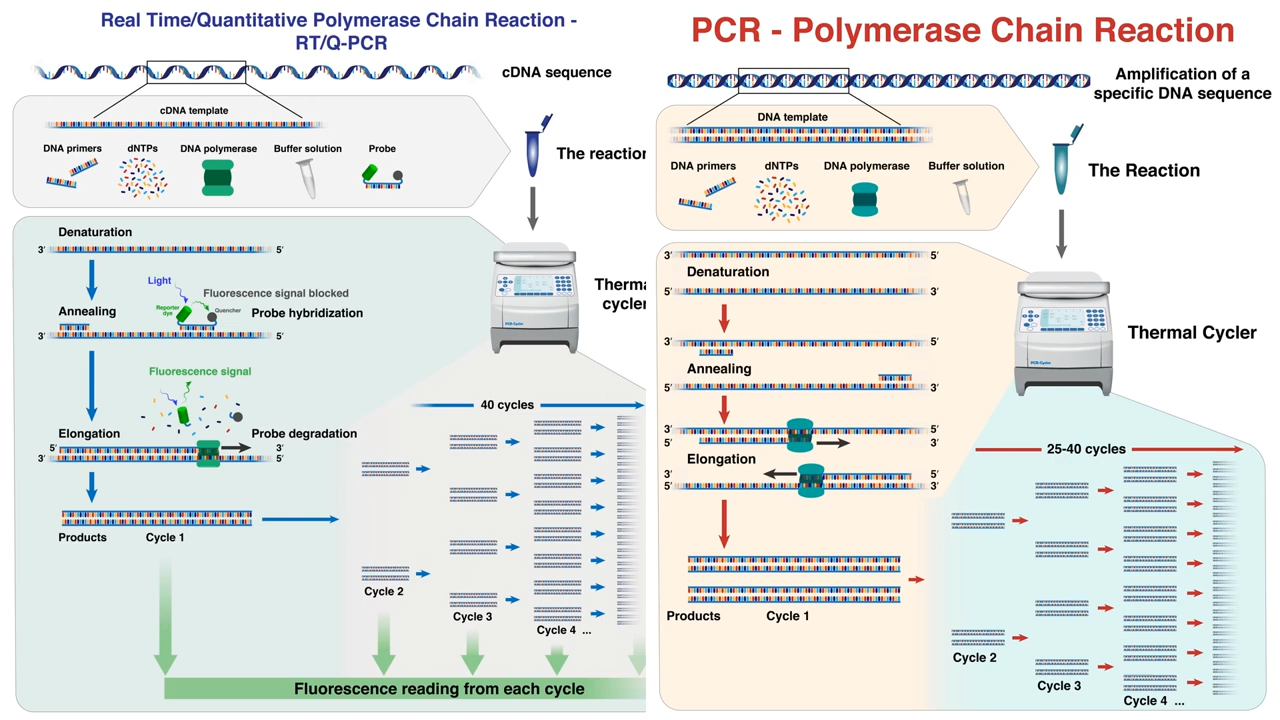 Real Time/Quantitative Polymerase Chain Reaction -
RT/Q-PCR
cDNA sequence
cDNA template
DNA primers
dNTPs
DNA polymerase
Buffer solution
Probe
The reaction
Denaturation
3′
5′
Light
Fluorescence signal blocked
Annealing
Reporter
dye
Quencher
Probe hybridization
3′
5′
Therma
cycler
PCR-Cycler
Fluorescence signal
40 cycles
Elongation
Probe degradation
5′
3′
3′
5′
Products
Cycle 1
Cycle 2
Cycle 3
Cycle 4 ...
Fluorescence reading from each cycle
PCR - Polymerase Chain Reaction
Amplification of a
specific DNA sequence
DNA template
DNA primers
dNTPs
DNA polymerase
Buffer solution
The Reaction
3′
5′
Denaturation
5′
3′
Thermal Cycler
PCR-Cycler
3′
5′
Annealing
5′
3′
3′
5′
5′
3′
Elongation
3′
5′
5′
3′
25-40 cycles
Products
Cycle 1
Cycle 2
Cycle 3
Cycle 4 ...